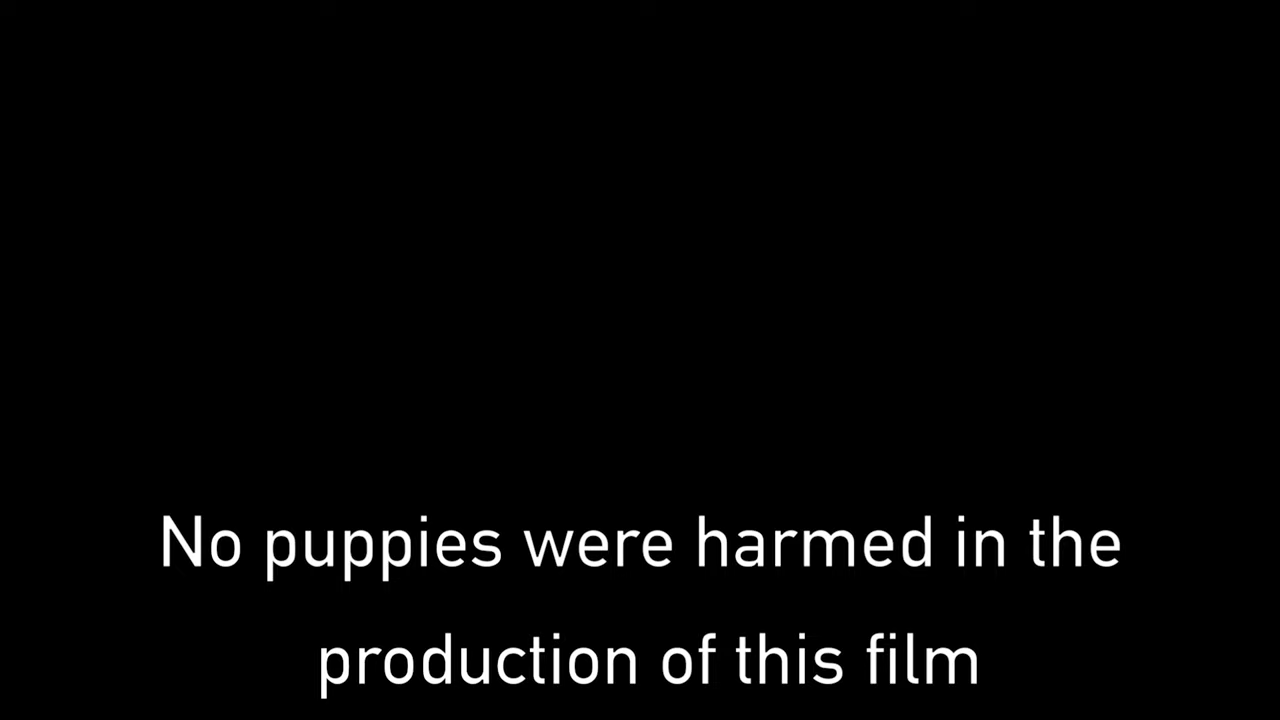 No puppies were harmed in the
production of this film